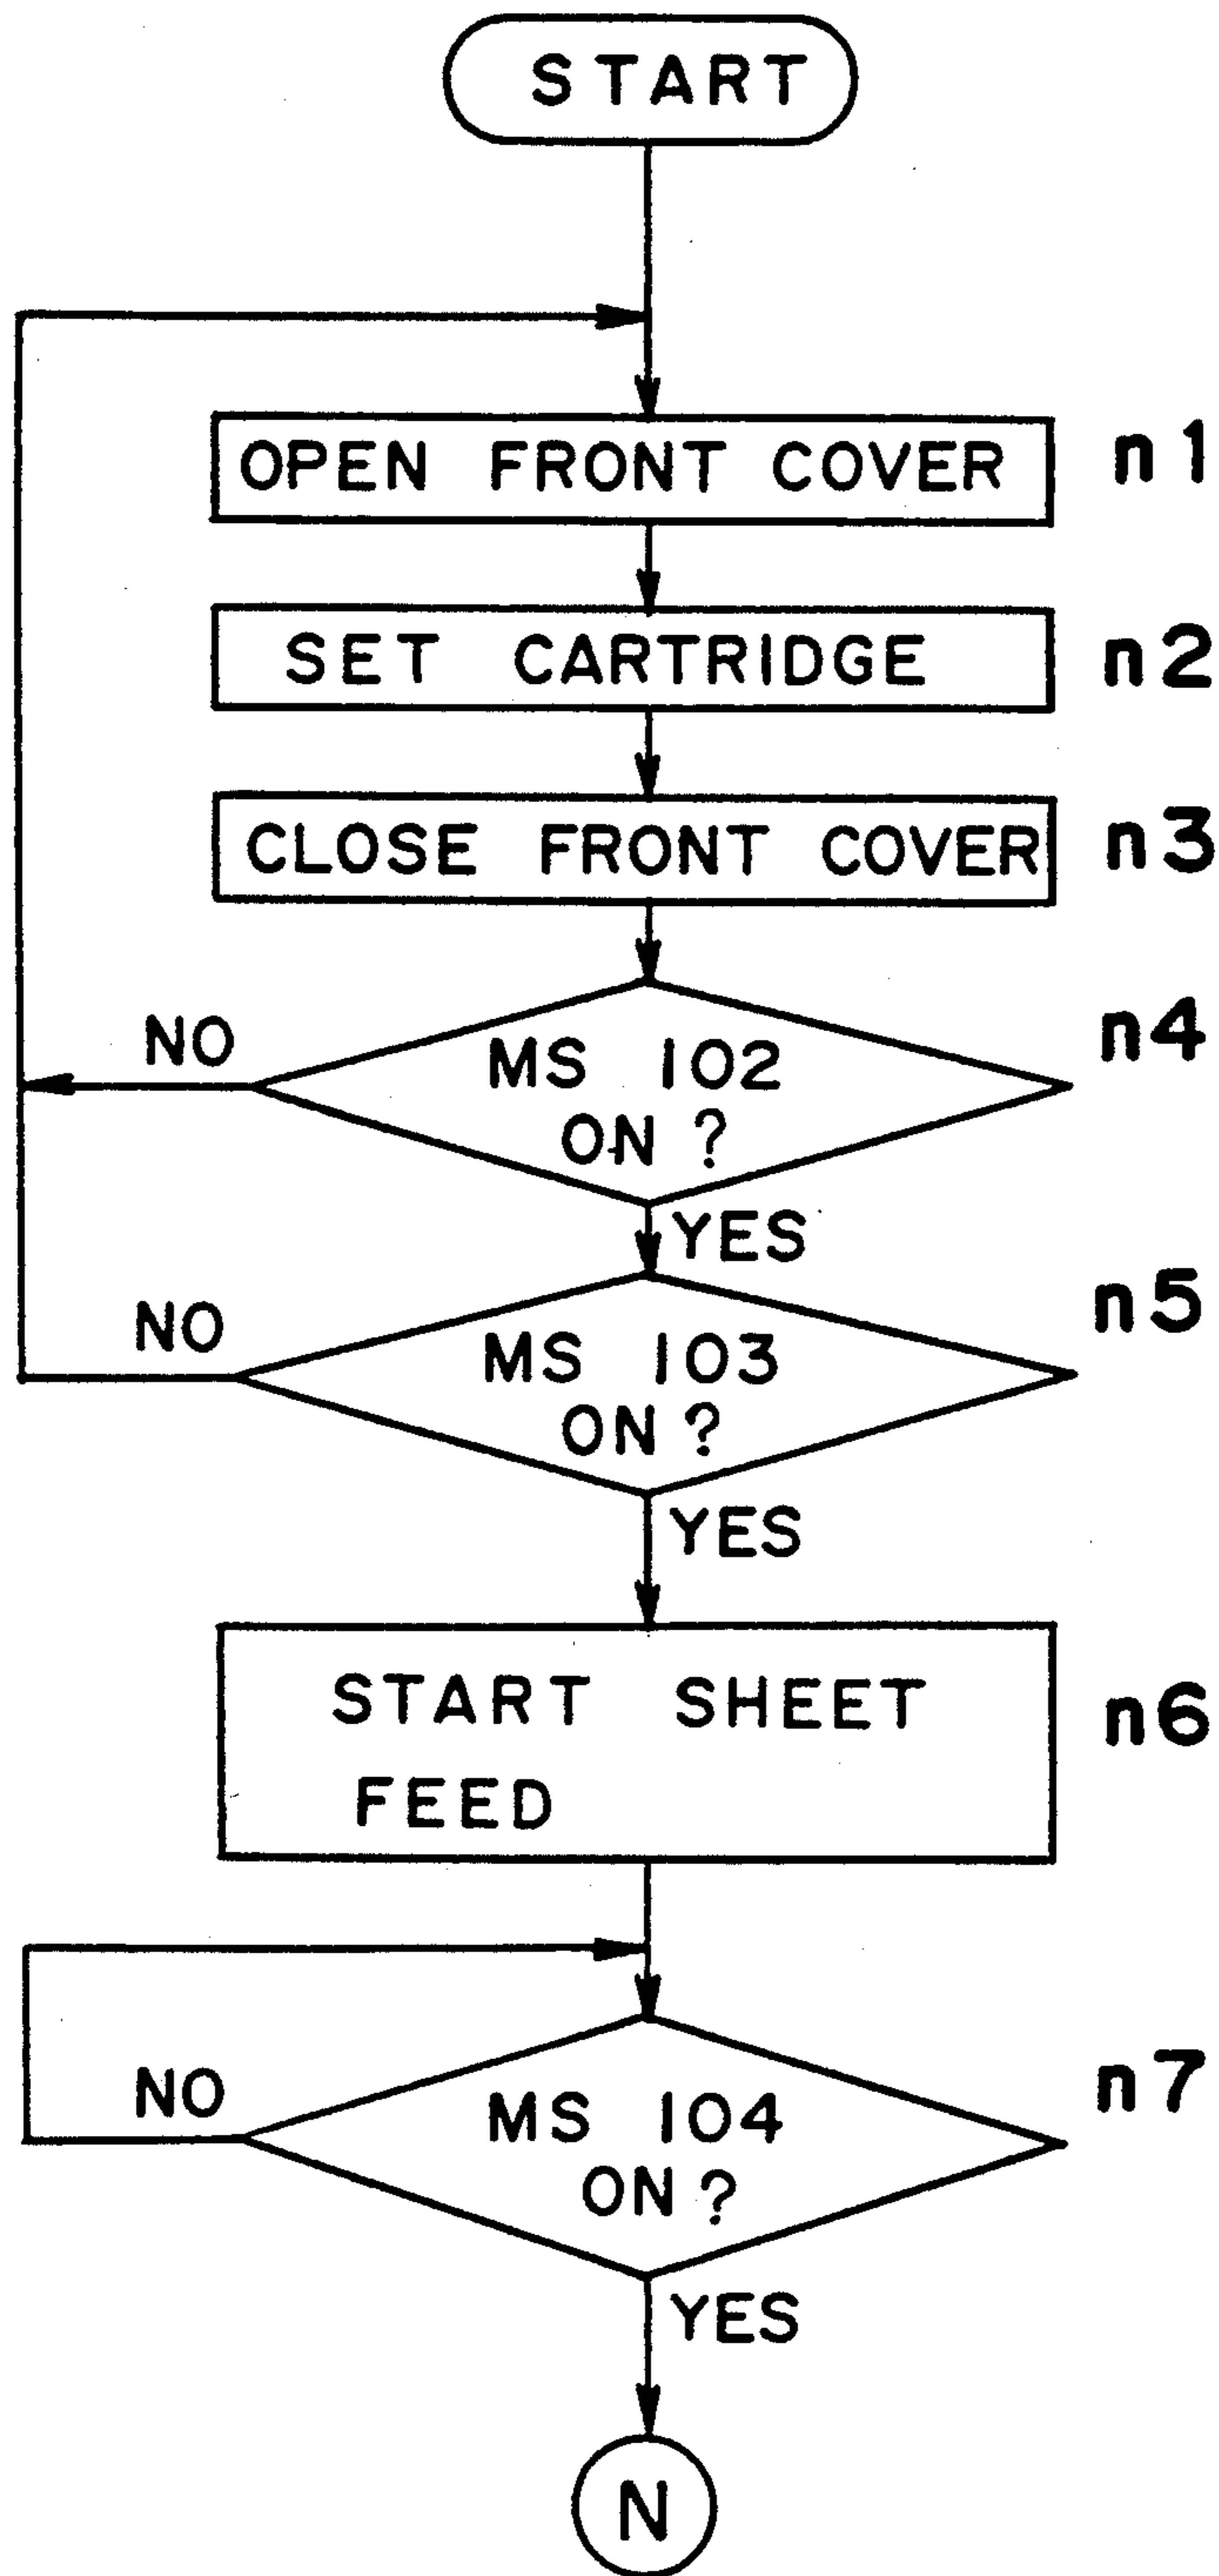 START
OPEN FRONT COVER n1
SET CARTRIDGE n2
CLOSE FRONT COVER n3
n4
NO
MS 102
ON ?
YES
n5
NO
MS 103
ON ?
YES
START SHEET
FEED
n6
n7
NO
MS 104
ON ?
YES
N